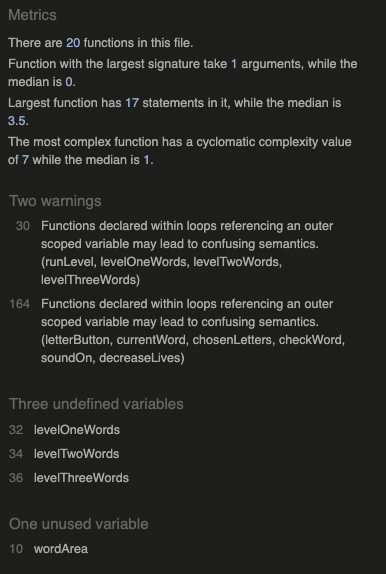 Metrics
There are 20 functions in this file.
Function with the largest signature take 1 arguments, while the
median is 0.
Largest function has 17 statements in it, while the median is
3.5.
The most complex function has a cyclomatic complexity value
of 7 while the median is 1.
Two warnings
30 Functions declared within loops referencing an outer
scoped variable may lead to confusing semantics.
(runLevel, levelOneWords, levelTwoWords,
levelThreeWords)
164 Functions declared within loops referencing an outer
scoped variable may lead to confusing semantics.
(letterButton, currentWord, chosenLetters, checkWord,
soundOn, decreaseLives)
Three undefined variables
32 levelOneWords
34 levelTwoWords
36 levelThreeWords
One unused variable
10 wordArea